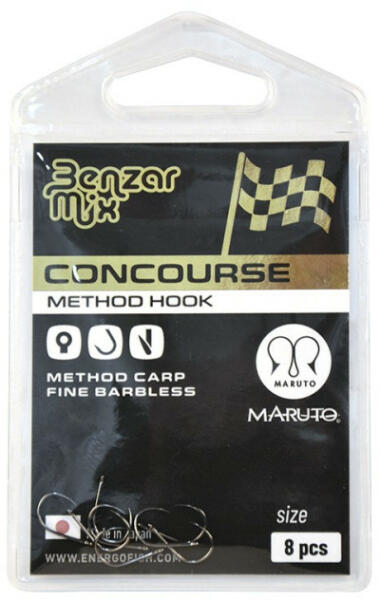 Benzar
Mix
CONCOURSE
METHOD HOOK
METHOD CARP
FINE BARBLESS
MARUTO
MARUTO®
size
8 pcs
Made in Japan
WWW.ENERGOFISH.COM